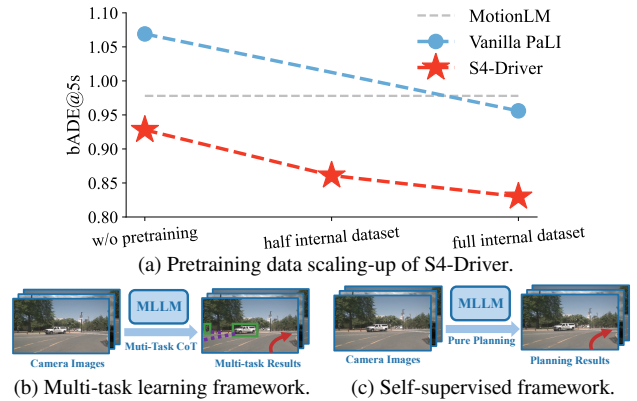 1.10
1.05
1.00
0.95
0.90
0.85
0.80
bADE@5s
MotionLM
Vanilla PaLI
S4-Driver
w/o pretraining
half internal dataset
full internal dataset
(a) Pretraining data scaling-up of S4-Driver.
MLLM
Muti-Task CoT
Camera Images
Multi-task Results
MLLM
Pure Planning
Camera Images
Planning Results
(b) Multi-task learning framework.
(c) Self-supervised framework.